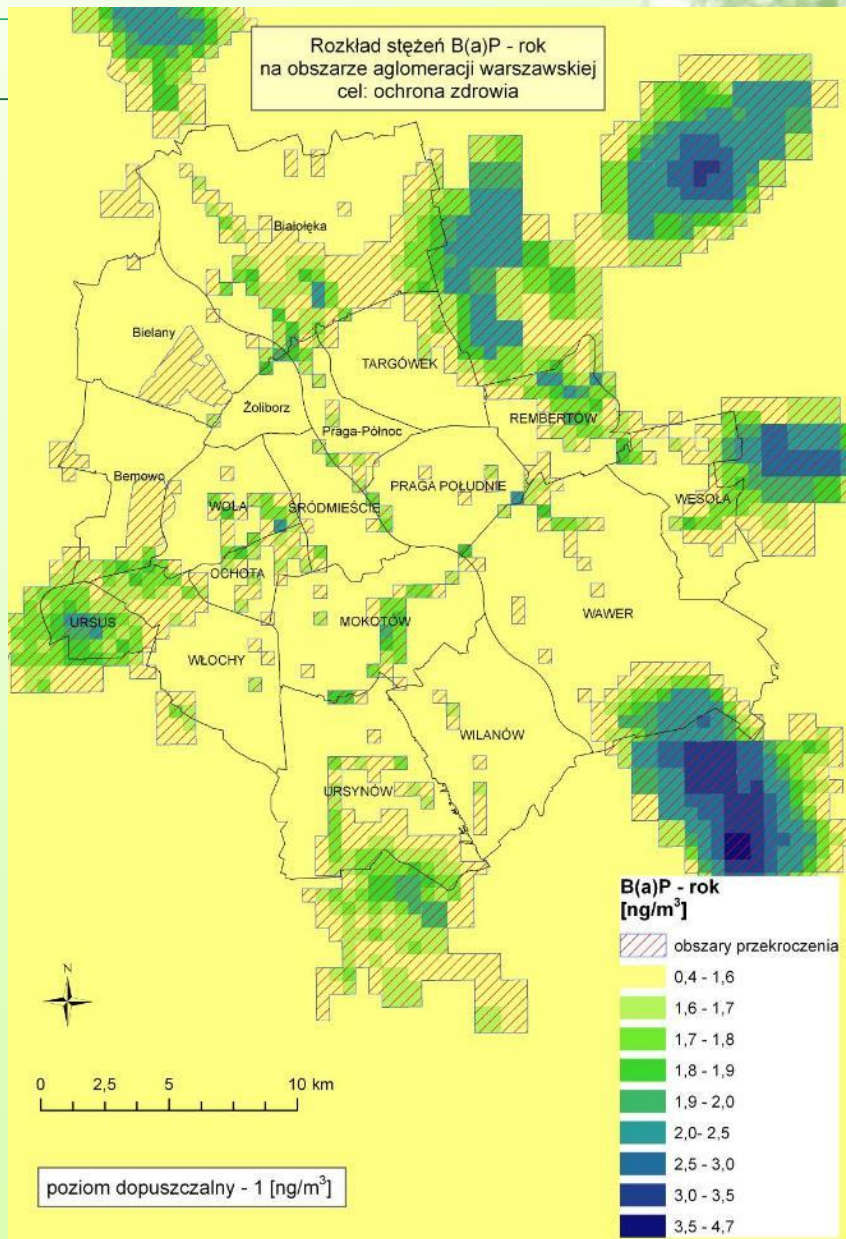 Rozkład stężeń B(a)P - rok
na obszarze aglomeracji warszawskiej
cel: ochrona zdrowia
Białołęka
Bielany
TARGÓWEK
Żoliborz
REMBERTÓW
Praga-Północ
Bemowo
PRAGA POŁUDNIE
WESOŁA
WOLA
ŚRÓDMIEŚCIE
OCHOTA
WAWER
URSUS
MOKOTÓW
WŁOCHY
WILANÓW
URSYNÓW
B(a)P - rok
[ng/m³]
obszary przekroczenia
0,4 - 1,6
1,6 - 1,7
1,7 - 1,8
1,8 - 1,9
1,9 - 2,0
2,0- 2,5
2,5 - 3,0
3,0 - 3,5
3,5 - 4,7
N
0 2,5 5 10 km
poziom dopuszczalny - 1 [ng/m³]